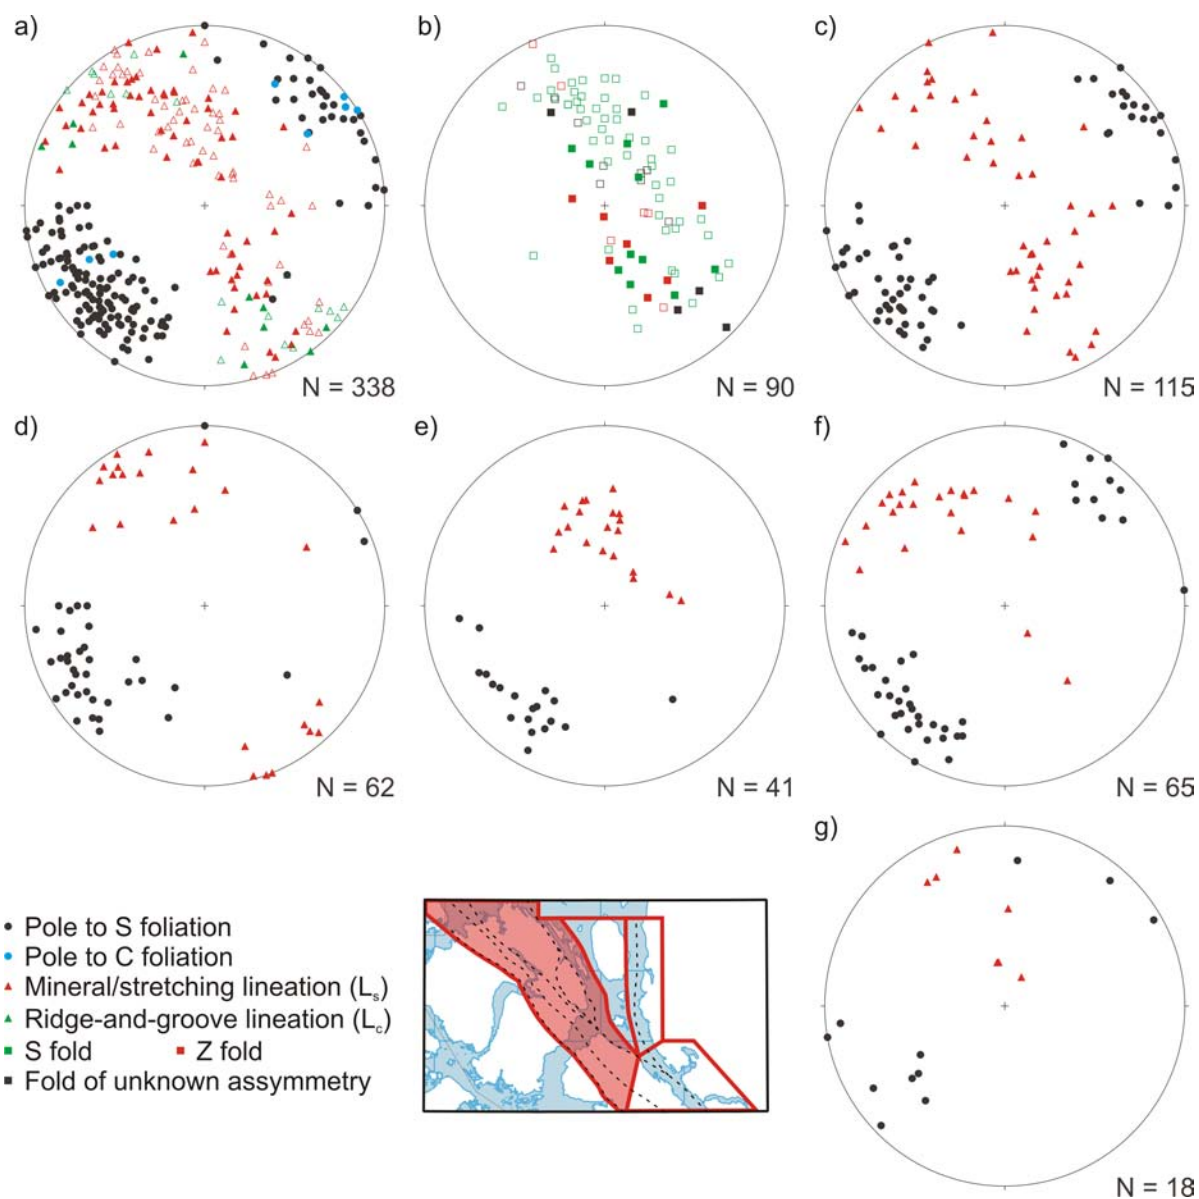 a)
b)
c)
N = 338
N = 90
N = 115
d)
e)
f)
N = 62
N = 41
N = 65
g)
Pole to S foliation
Pole to C foliation
Mineral/stretching lineation (Ls)
Ridge-and-groove lineation (Lc)
S fold Z fold
Fold of unknown assymmetry
N = 18